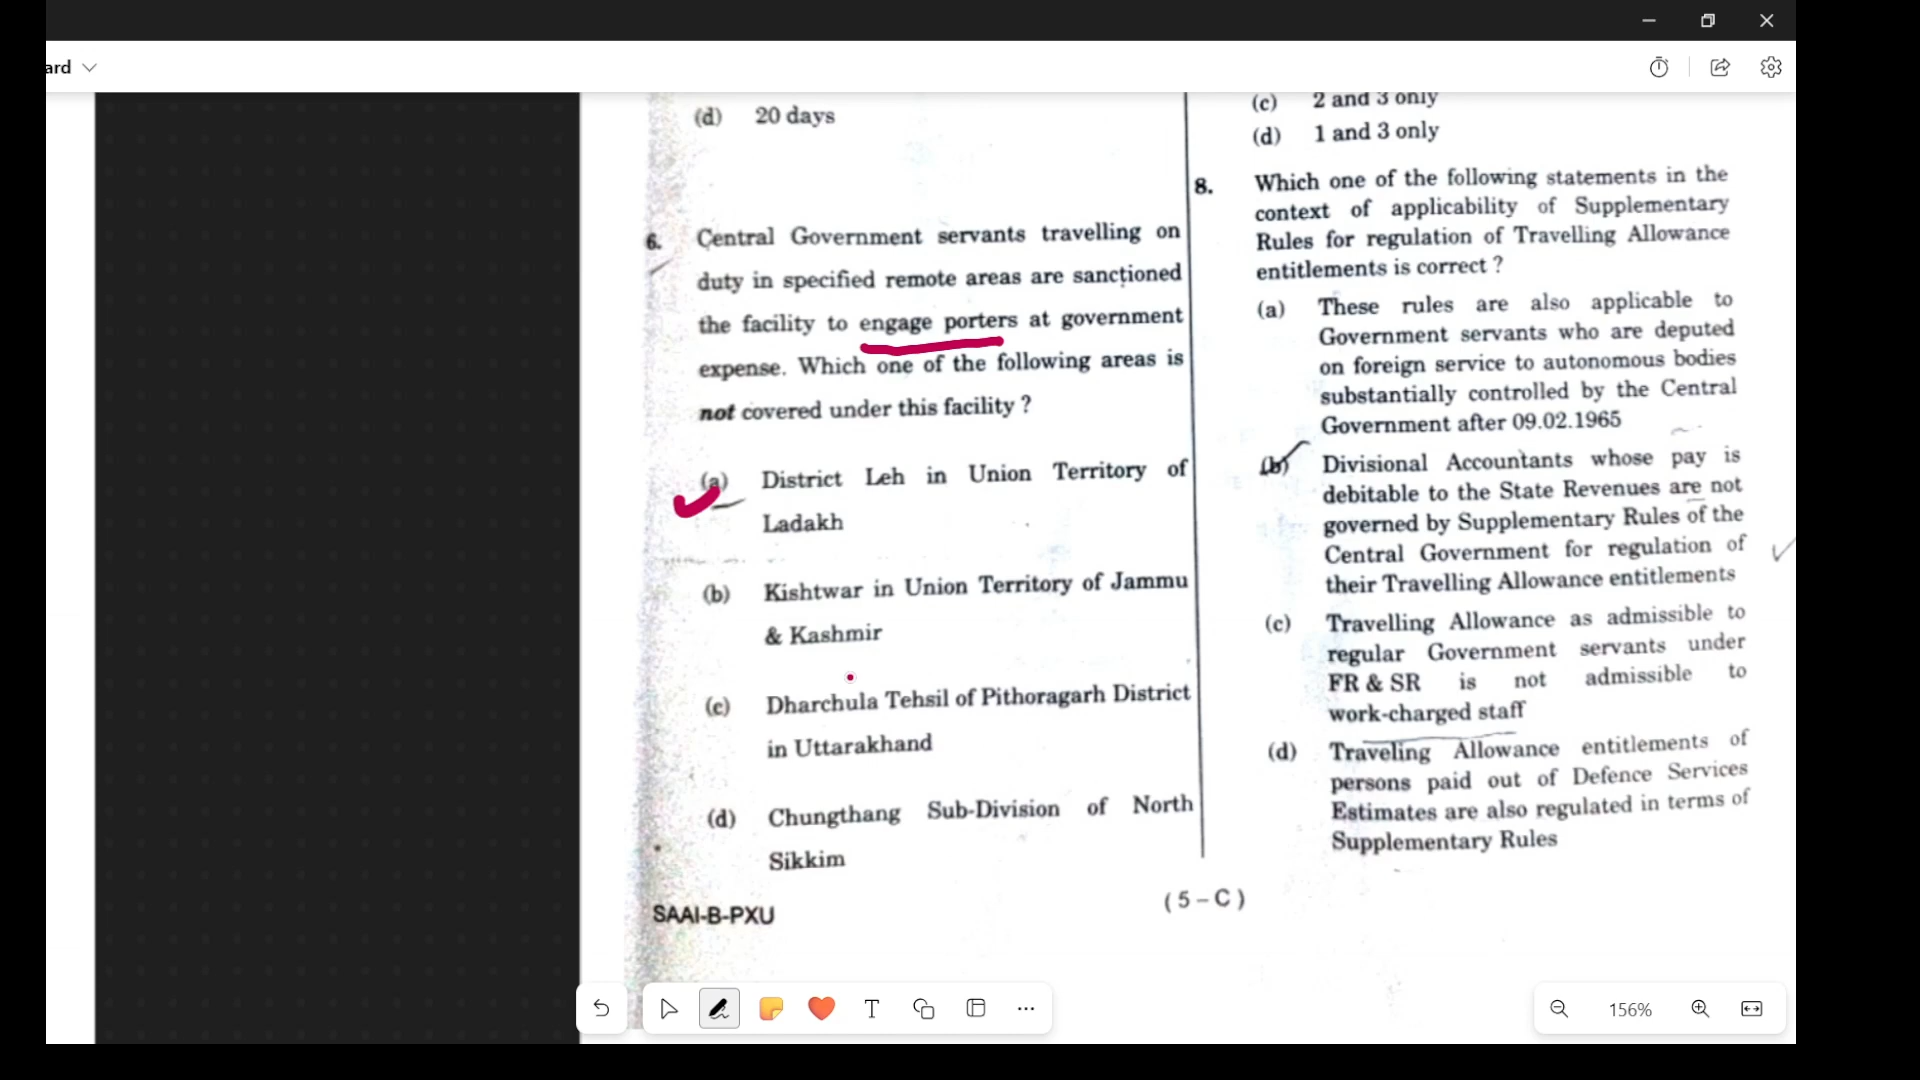 ard
(d) 20 days
6. Central Government servants travelling on
duty in specified remote areas are sanctioned
the facility to engage porters at government
expense. Which one of the following areas is
not covered under this facility ?
(a) District Leh in Union Territory of
Ladakh
(b) Kishtwar in Union Territory of Jammu
& Kashmir
(c) Dharchula Tehsil of Pithoragarh District
in Uttarakhand
(d) Chungthang Sub-Division of North
Sikkim
SAAI-B-PXU
(c) 2 and 3 only
(d) 1 and 3 only
8. Which one of the following statements in the
context of applicability of Supplementary
Rules for regulation of Travelling Allowance
entitlements is correct ?
(a) These rules are also applicable to
Government servants who are deputed
on foreign service to autonomous bodies
substantially controlled by the Central
Government after 09.02.1965
(b) Divisional Accountants whose pay is
debitable to the State Revenues are not
governed by Supplementary Rules of the
Central Government for regulation of
their Travelling Allowance entitlements
(c) Travelling Allowance as admissible to
regular Government servants under
FR & SR is not admissible to
work-charged staff
(d) Traveling Allowance entitlements of
persons paid out of Defence Services
Estimates are also regulated in terms of
Supplementary Rules
( 5 – C )
156%